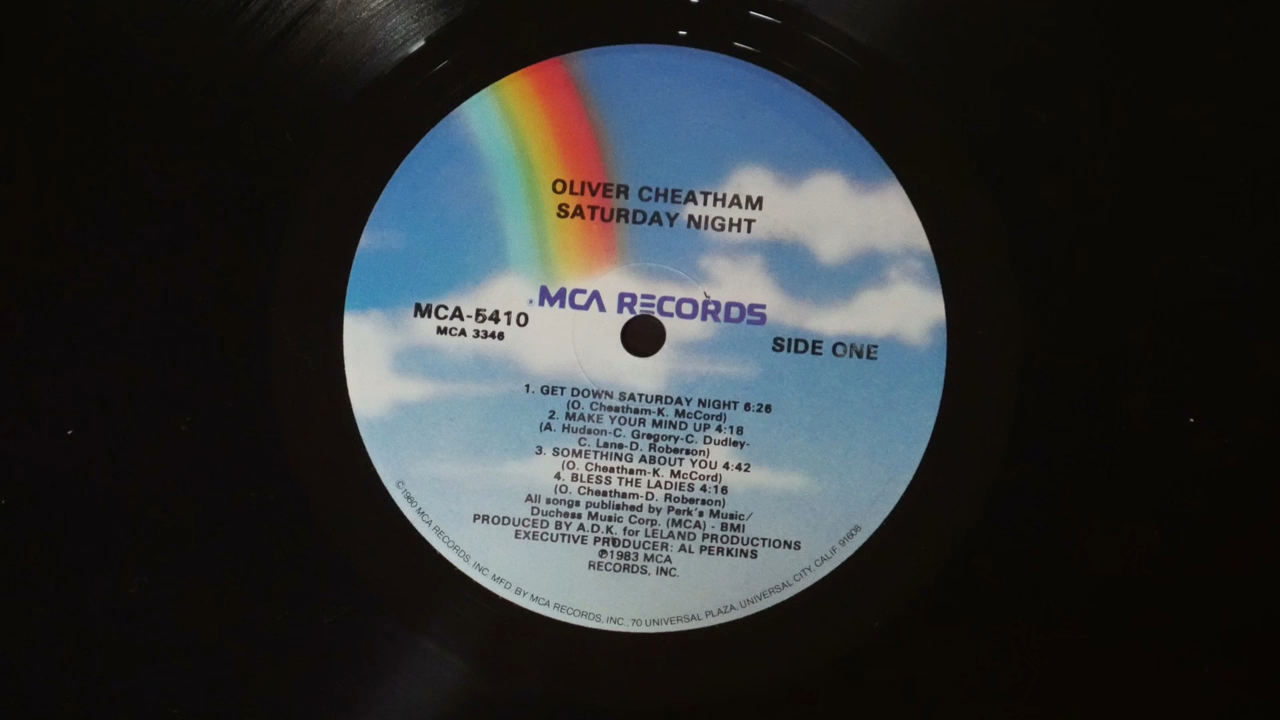 OLIVER CHEATHAM
SATURDAY NIGHT
MCA RECORDS
MCA-5410
MCA 3346
SIDE ONE
1. GET DOWN SATURDAY NIGHT 6:26
(O. Cheatham-K. McCord)
2. MAKE YOUR MIND UP 4:18
(A. Hudson-C. Gregory-C. Dudley-
C. Lane-D. Roberson)
3. SOMETHING ABOUT YOU 4:42
(O. Cheatham-K. McCord)
4. BLESS THE LADIES 4:16
(O. Cheatham-D. Roberson)
All songs published by Perk's Music/
Duchess Music Corp. (MCA) - BMI
PRODUCED BY A.D.K. for LELAND PRODUCTIONS
EXECUTIVE PRODUCER: AL PERKINS
℗1983 MCA
RECORDS, INC.
©1980 MCA RECORDS, INC. MFD. BY MCA RECORDS, INC., 70 UNIVERSAL PLAZA, UNIVERSAL CITY, CALIF. 91608